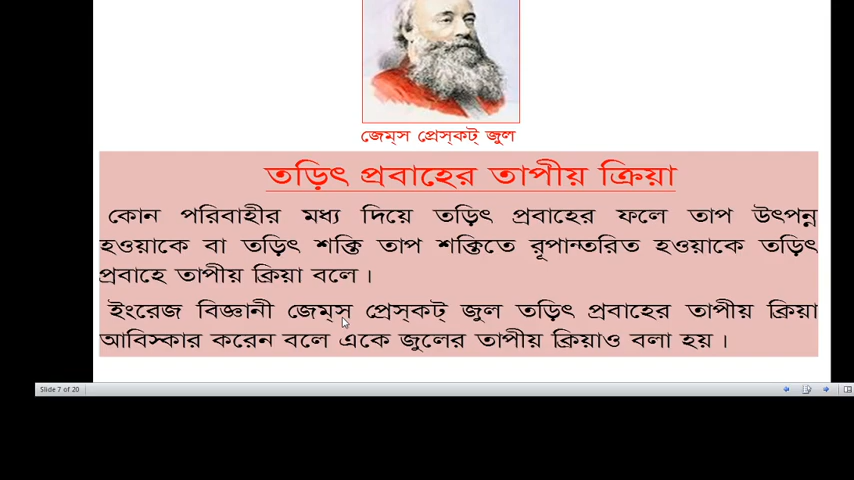 জেম্‌স প্রেস্‌কট্‌ জুল
তড়িৎ প্রবাহের তাপীয় ক্রিয়া
কোন পরিবাহীর মধ্য দিয়ে তড়িৎ প্রবাহের ফলে তাপ উৎপন্ন
হওয়াকে বা তড়িৎ শক্তি তাপ শক্তিতে রূপান্তরিত হওয়াকে তড়িৎ
প্রবাহে তাপীয় ক্রিয়া বলে।
ইংরেজ বিজ্ঞানী জেম্‌স্‌ প্রেস্‌কট্‌ জুল তড়িৎ প্রবাহের তাপীয় ক্রিয়া
আবিস্কার করেন বলে একে জুলের তাপীয় ক্রিয়াও বলা হয়।
Slide 7 of 20